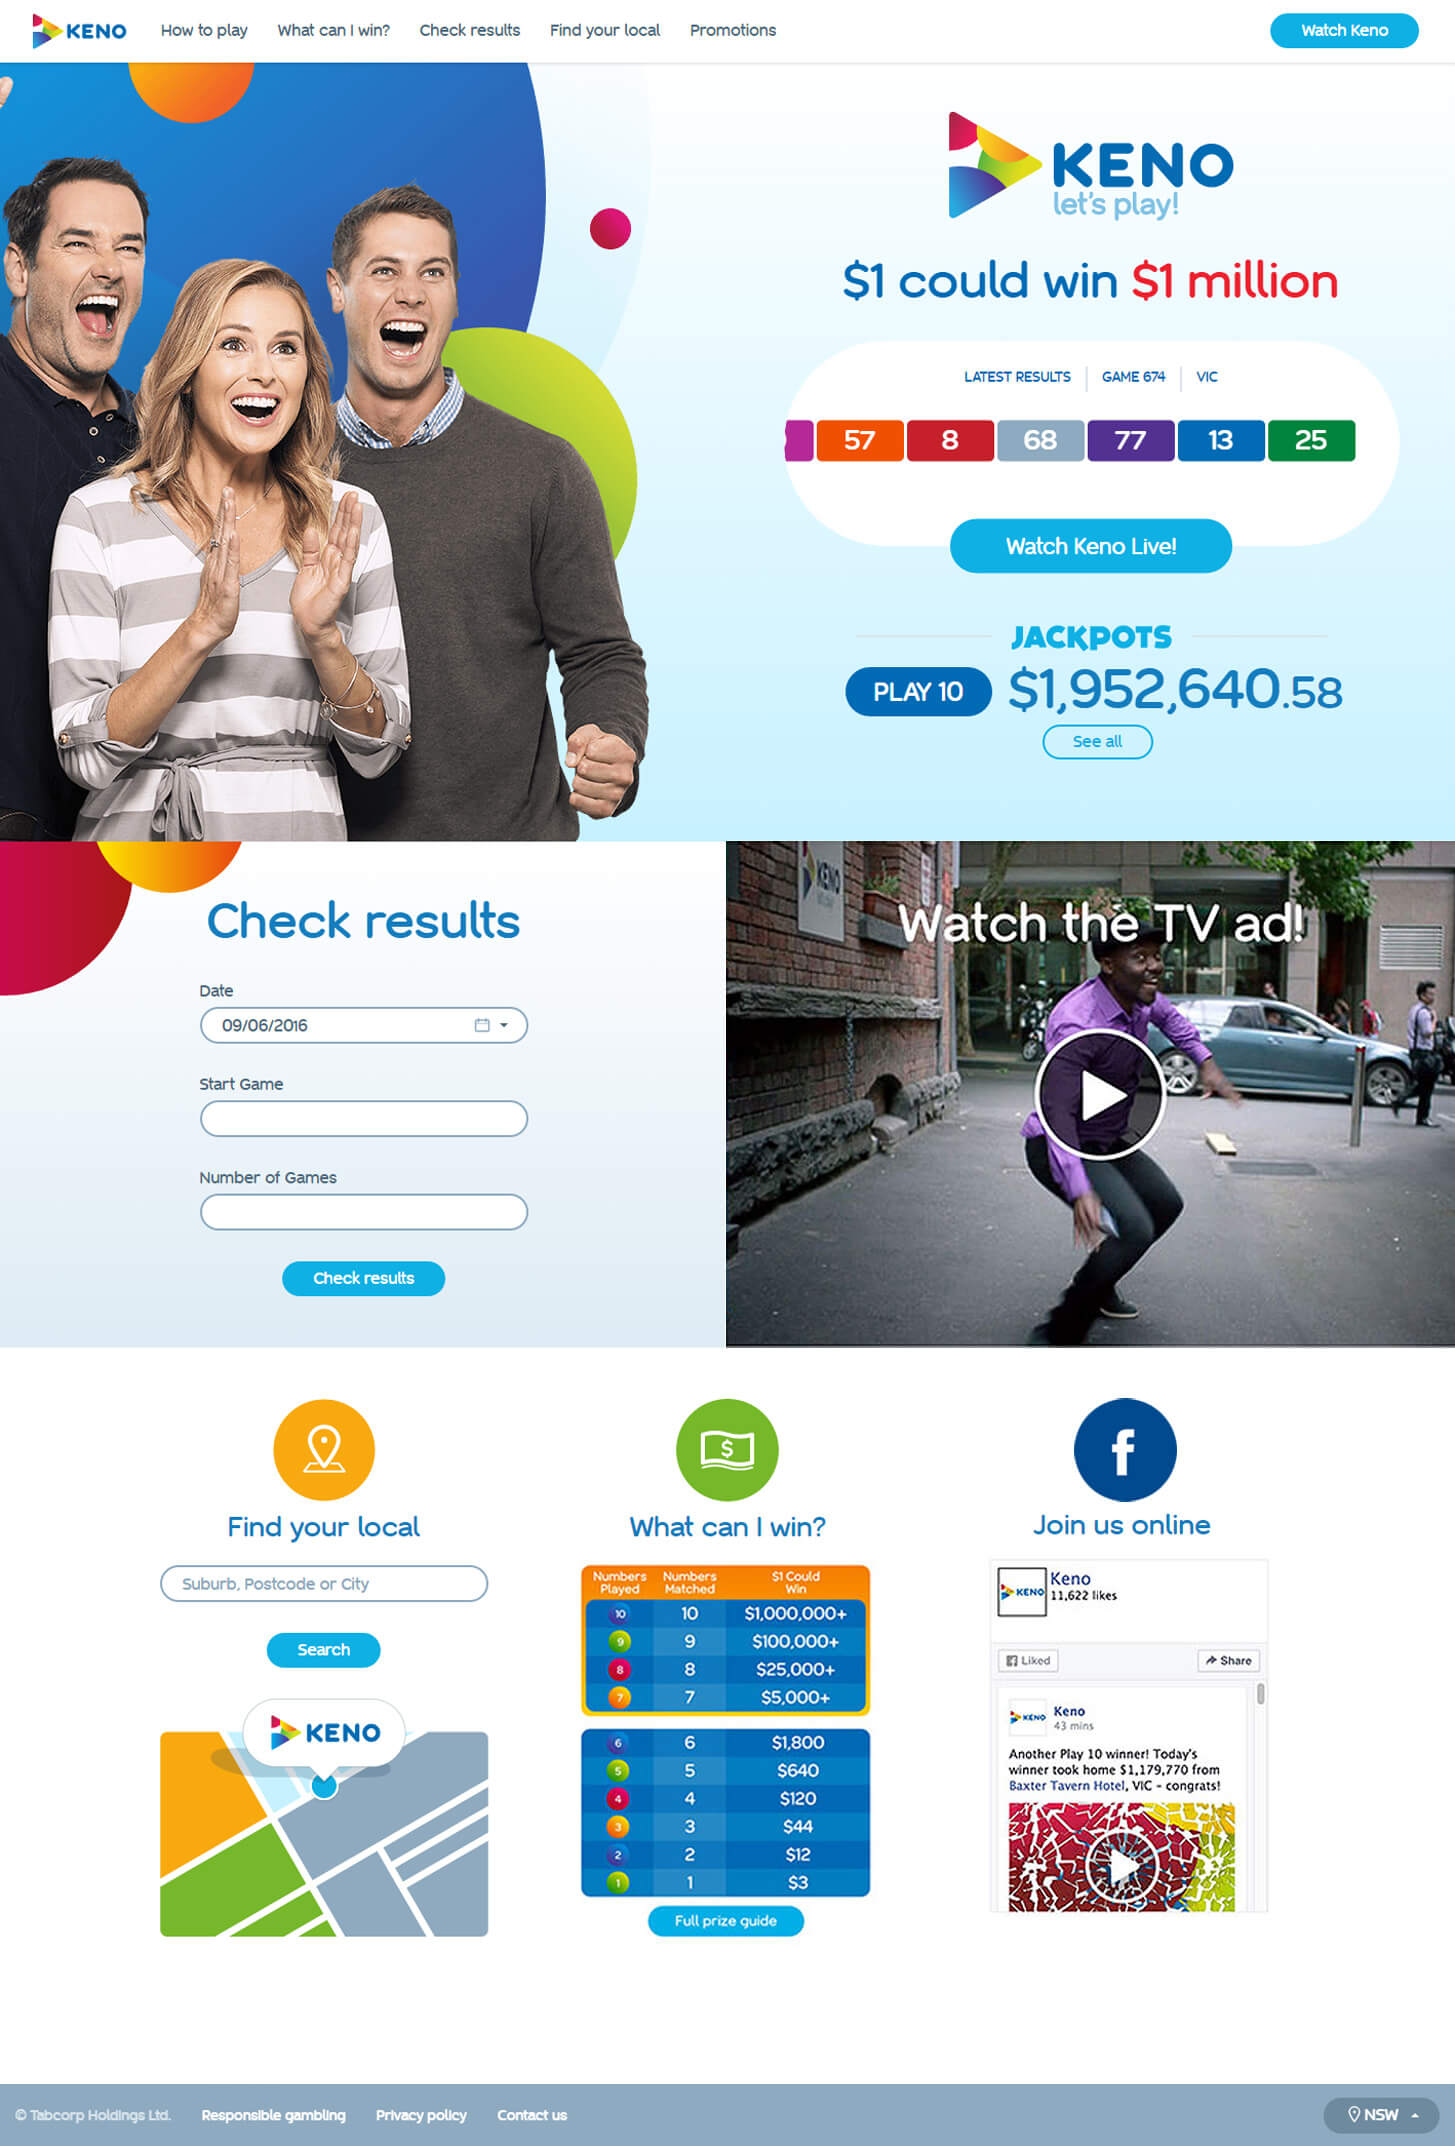 KENO
How to play
What can I win?
Check results
Find your local
Promotions
Watch Keno
KENO
let's play!
$1 could win $1 million
LATEST RESULTS
GAME 674
VIC
57
8
68
77
13
25
Watch Keno Live!
JACKPOTS
PLAY 10
$1,952,640.58
See all
Check results
Date
09/06/2016
Start Game
Number of Games
Check results
KENO
Watch the TV ad!
Find your local
Suburb, Postcode or City
Search
KENO
What can I win?
Numbers Played Numbers Matched $1 Could Win
10 10 $1,000,000+
9 9 $100,000+
8 8 $25,000+
7 7 $5,000+
6 6 $1,800
5 5 $640
4 4 $120
3 3 $44
2 2 $12
1 1 $3
Full prize guide
Join us online
KENO
Keno
11,622 likes
Liked
Share
KENO
Keno
43 mins
Another Play 10 winner! Today's
winner took home $1,179,770 from
Baxter Tavern Hotel, VIC - congrats!
© Tabcorp Holdings Ltd.
Responsible gambling
Privacy policy
Contact us
NSW